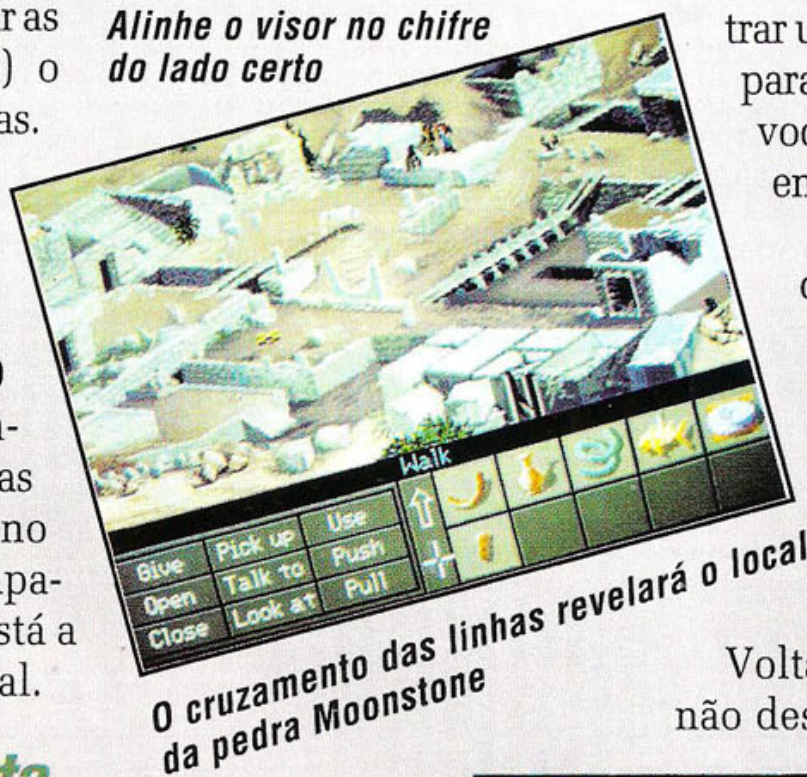 Alinhe o visor no chifre
do lado certo
r as
) o
as.
as
no
pa-
stá a
al.
trar u
para
voc
en
Walk
Give Pick up Use
Open Talk to Push
Close Look at Pull
O cruzamento das linhas revelará o local
da pedra Moonstone
Volta
não des